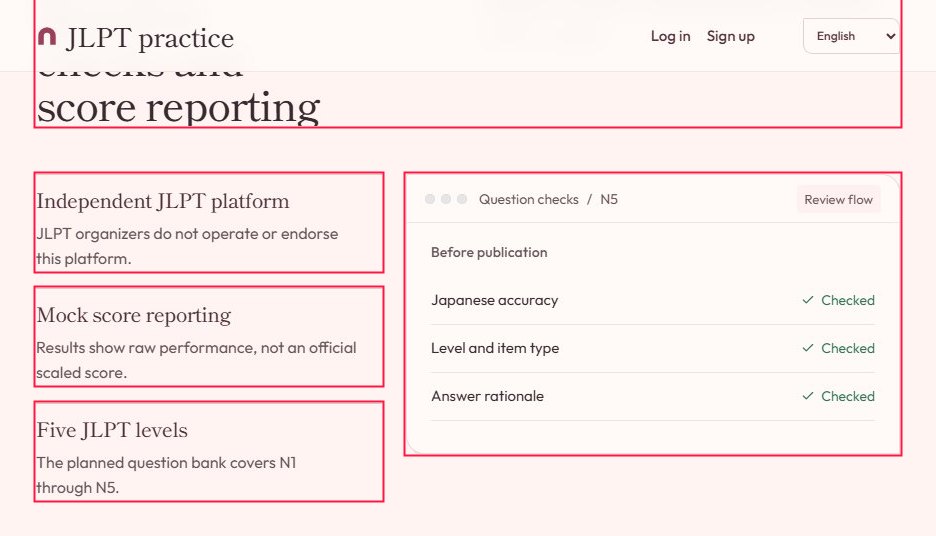 JLPT practice
Log in
Sign up
English
checks and
score reporting
Independent JLPT platform
JLPT organizers do not operate or endorse
this platform.
Mock score reporting
Results show raw performance, not an official
scaled score.
Five JLPT levels
The planned question bank covers N1
through N5.
Question checks / N5
Review flow
Before publication
Japanese accuracy
Checked
Level and item type
Checked
Answer rationale
Checked